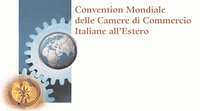 Convention Mondiale
delle Camere di Commercio
Italiane all'Estero